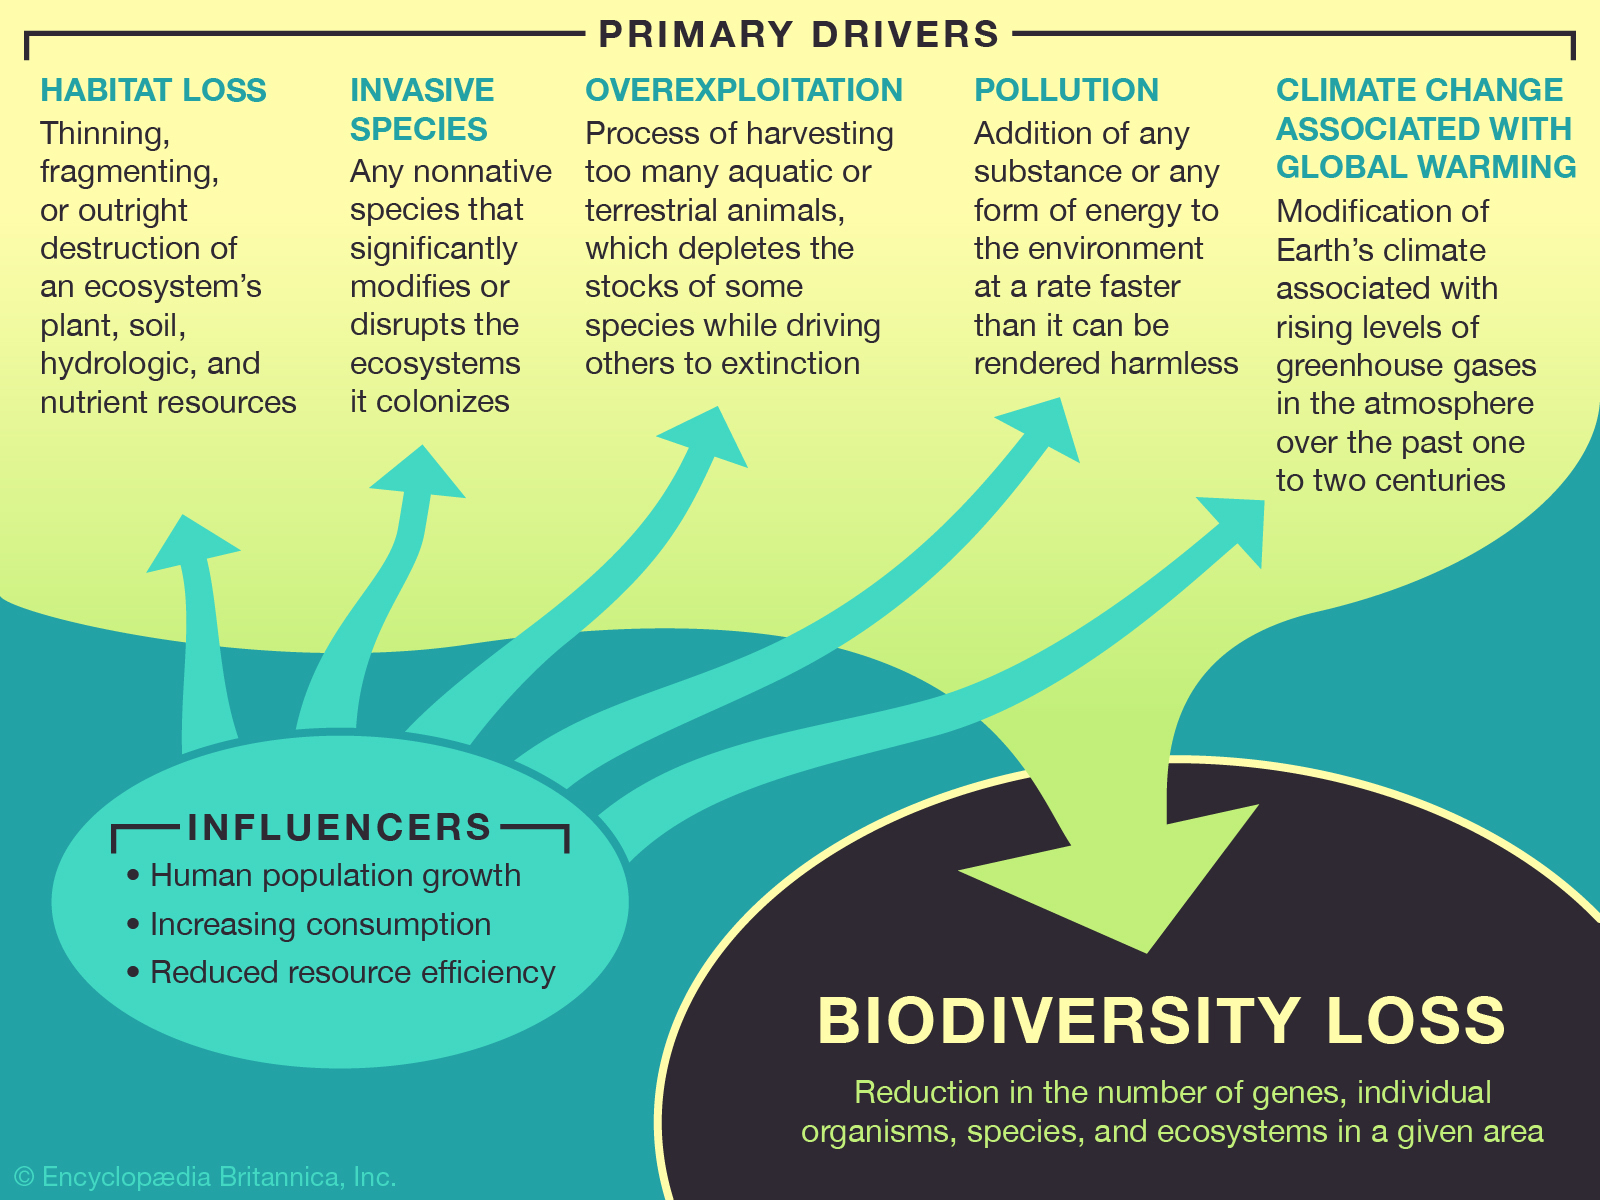 PRIMARY DRIVERS
HABITAT LOSS
Thinning,
fragmenting,
or outright
destruction of
an ecosystem’s
plant, soil,
hydrologic, and
nutrient resources
INVASIVE
SPECIES
Any nonnative
species that
significantly
modifies or
disrupts the
ecosystems
it colonizes
OVEREXPLOITATION
Process of harvesting
too many aquatic or
terrestrial animals,
which depletes the
stocks of some
species while driving
others to extinction
POLLUTION
Addition of any
substance or any
form of energy to
the environment
at a rate faster
than it can be
rendered harmless
CLIMATE CHANGE
ASSOCIATED WITH
GLOBAL WARMING
Modification of
Earth’s climate
associated with
rising levels of
greenhouse gases
in the atmosphere
over the past one
to two centuries
INFLUENCERS
• Human population growth
• Increasing consumption
• Reduced resource efficiency
BIODIVERSITY LOSS
Reduction in the number of genes, individual
organisms, species, and ecosystems in a given area
© Encyclopædia Britannica, Inc.